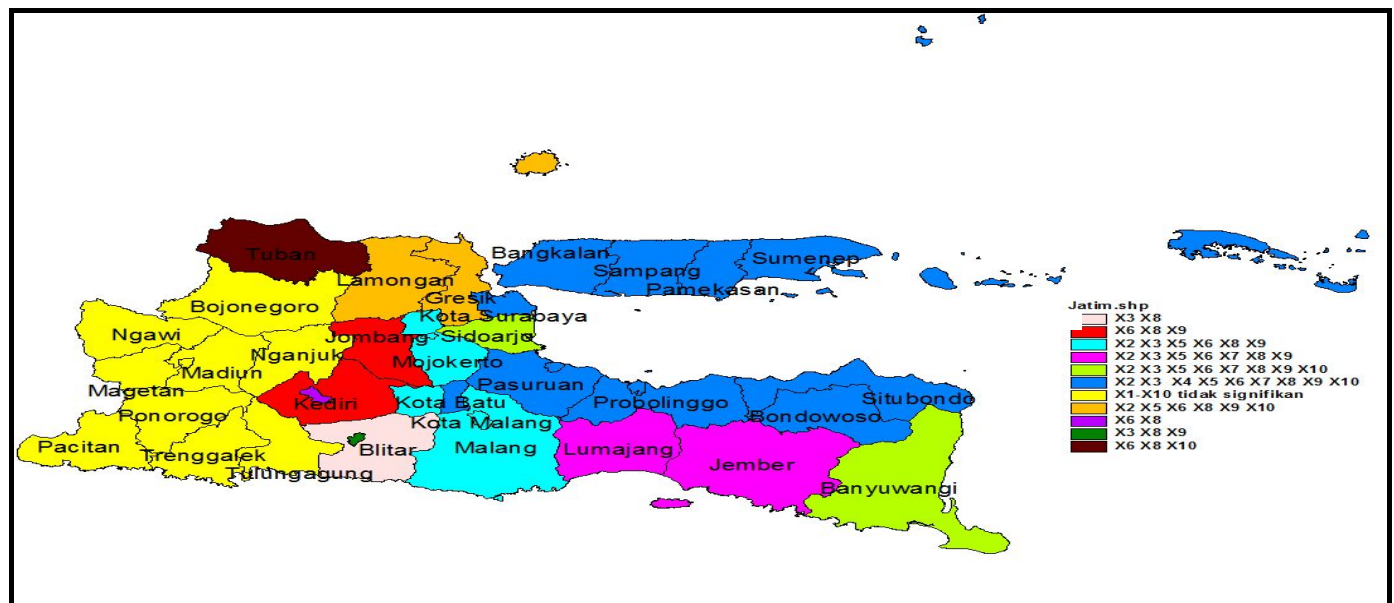 Tuban
Lamongan
Bangkalan
Sampang
Sumenep
Pamekasan
Bojonegoro
Gresik
Kota Surabaya
Ngawi
Nganjuk
Jombang
Sidoarjo
Madiun
Mojokerto
Magetan
Kediri
Kota Batu
Pasuruan
Probolinggo
Situbondo
Bondowoso
Ponorogo
Kota Malang
Pacitan
Trenggalek
Blitar
Malang
Lumajang
Jember
Tulungagung
Banyuwangi
Jatim.shp
X3 X8
X6 X8 X9
X2 X3 X5 X6 X8 X9
X2 X3 X5 X6 X7 X8 X9
X2 X3 X5 X6 X7 X8 X9 X10
X2 X3 X4 X5 X6 X7 X8 X9 X10
X1-X10 tidak signifikan
X2 X5 X6 X8 X9 X10
X6 X8
X3 X8 X9
X6 X8 X10